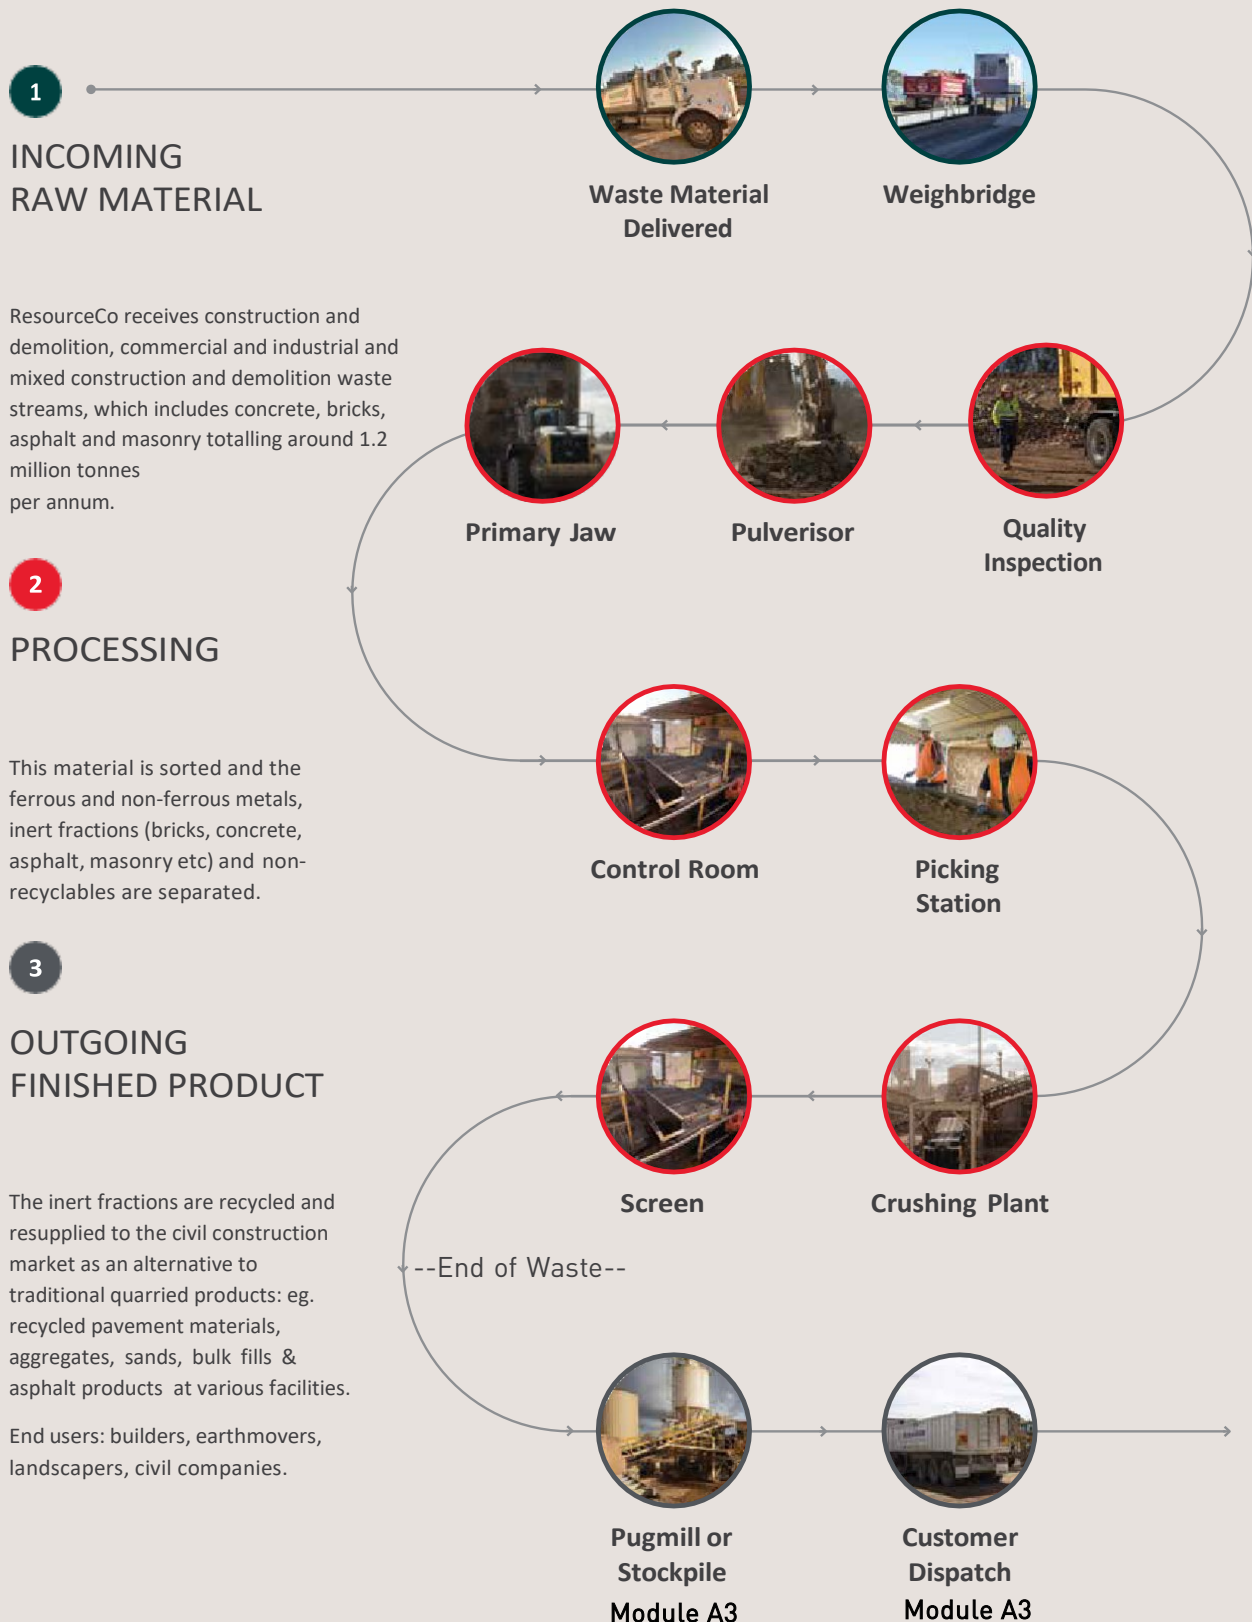 1
INCOMING
RAW MATERIAL
ResourceCo receives construction and
demolition, commercial and industrial and
mixed construction and demolition waste
streams, which includes concrete, bricks,
asphalt and masonry totalling around 1.2
million tonnes
per annum.
Waste Material
Delivered
Weighbridge
Primary Jaw
Pulverisor
Quality
Inspection
2
PROCESSING
This material is sorted and the
ferrous and non-ferrous metals,
inert fractions (bricks, concrete,
asphalt, masonry etc) and non-
recyclables are separated.
Control Room
Picking
Station
3
OUTGOING
FINISHED PRODUCT
The inert fractions are recycled and
resupplied to the civil construction
market as an alternative to
traditional quarried products: eg.
recycled pavement materials,
aggregates, sands, bulk fills &
asphalt products at various facilities.
End users: builders, earthmovers,
landscapers, civil companies.
Screen
Crushing Plant
--End of Waste--
Pugmill or
Stockpile
Module A3
Customer
Dispatch
Module A3